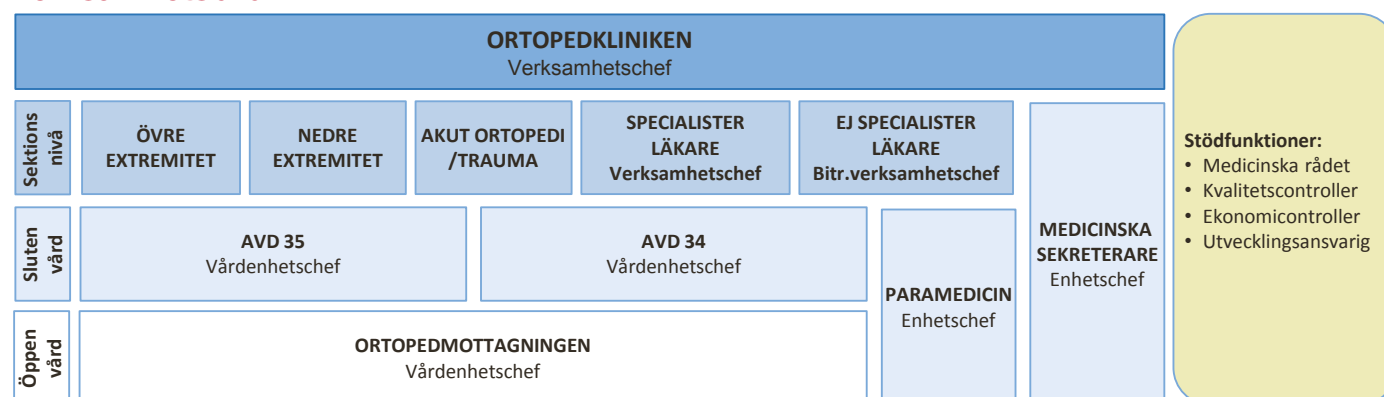 ORTOPEDKLINIKEN
Verksamhetschef
Sektions
nivå
ÖVRE
EXTREMITET
NEDRE
EXTREMITET
AKUT ORTOPEDI
/TRAUMA
SPECIALISTER
LÄKARE
Verksamhetschef
EJ SPECIALISTER
LÄKARE
Bitr.verksamhetschef
Sluten
vård
AVD 35
Vårdenhetschef
AVD 34
Vårdenhetschef
PARAMEDICIN
Enhetschef
MEDICINSKA
SEKRETERARE
Enhetschef
Öppen
vård
ORTOPEDMOTTAGNINGEN
Vårdenhetschef
Stödfunktioner:
• Medicinska rådet
• Kvalitetscontroller
• Ekonomicontroller
• Utvecklingsansvarig